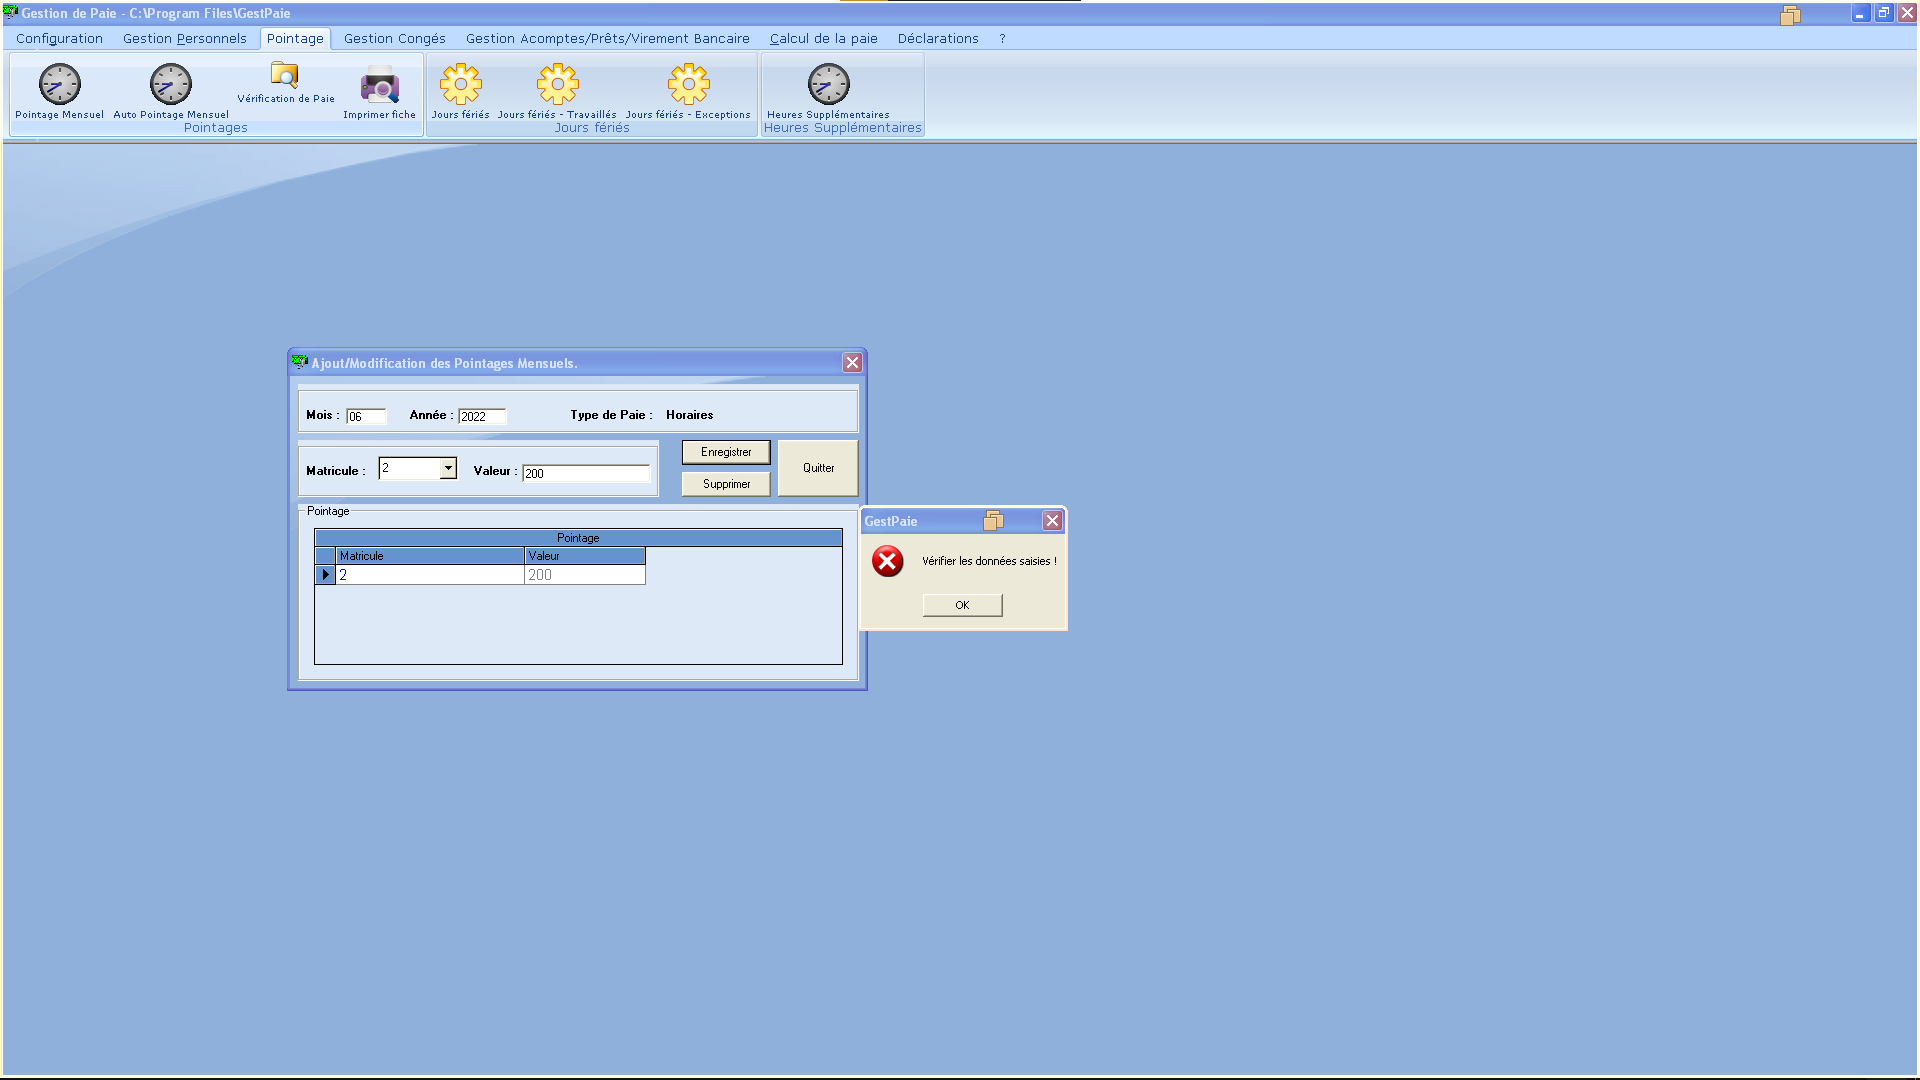 Gestion de Paie - C:\Program Files\GestPaie
Configuration Gestion Personnels Pointage Gestion Congés Gestion Acomptes/Prêts/Virement Bancaire Calcul de la paie Déclarations ?
Pointage Mensuel Auto Pointage Mensuel Vérification de Paie Imprimer fiche Jours fériés Jours fériés - Travaillés Jours fériés - Exceptions Heures Supplémentaires
Pointages Jours fériés Heures Supplémentaires
Ajout/Modification des Pointages Mensuels.
Mois : 06 Année : 2022 Type de Paie : Horaires
Matricule : 2 Valeur : 200
Enregistrer
Supprimer
Quitter
Pointage
Pointage
Matricule Valeur
2 200
GestPaie
Vérifier les données saisies !
OK